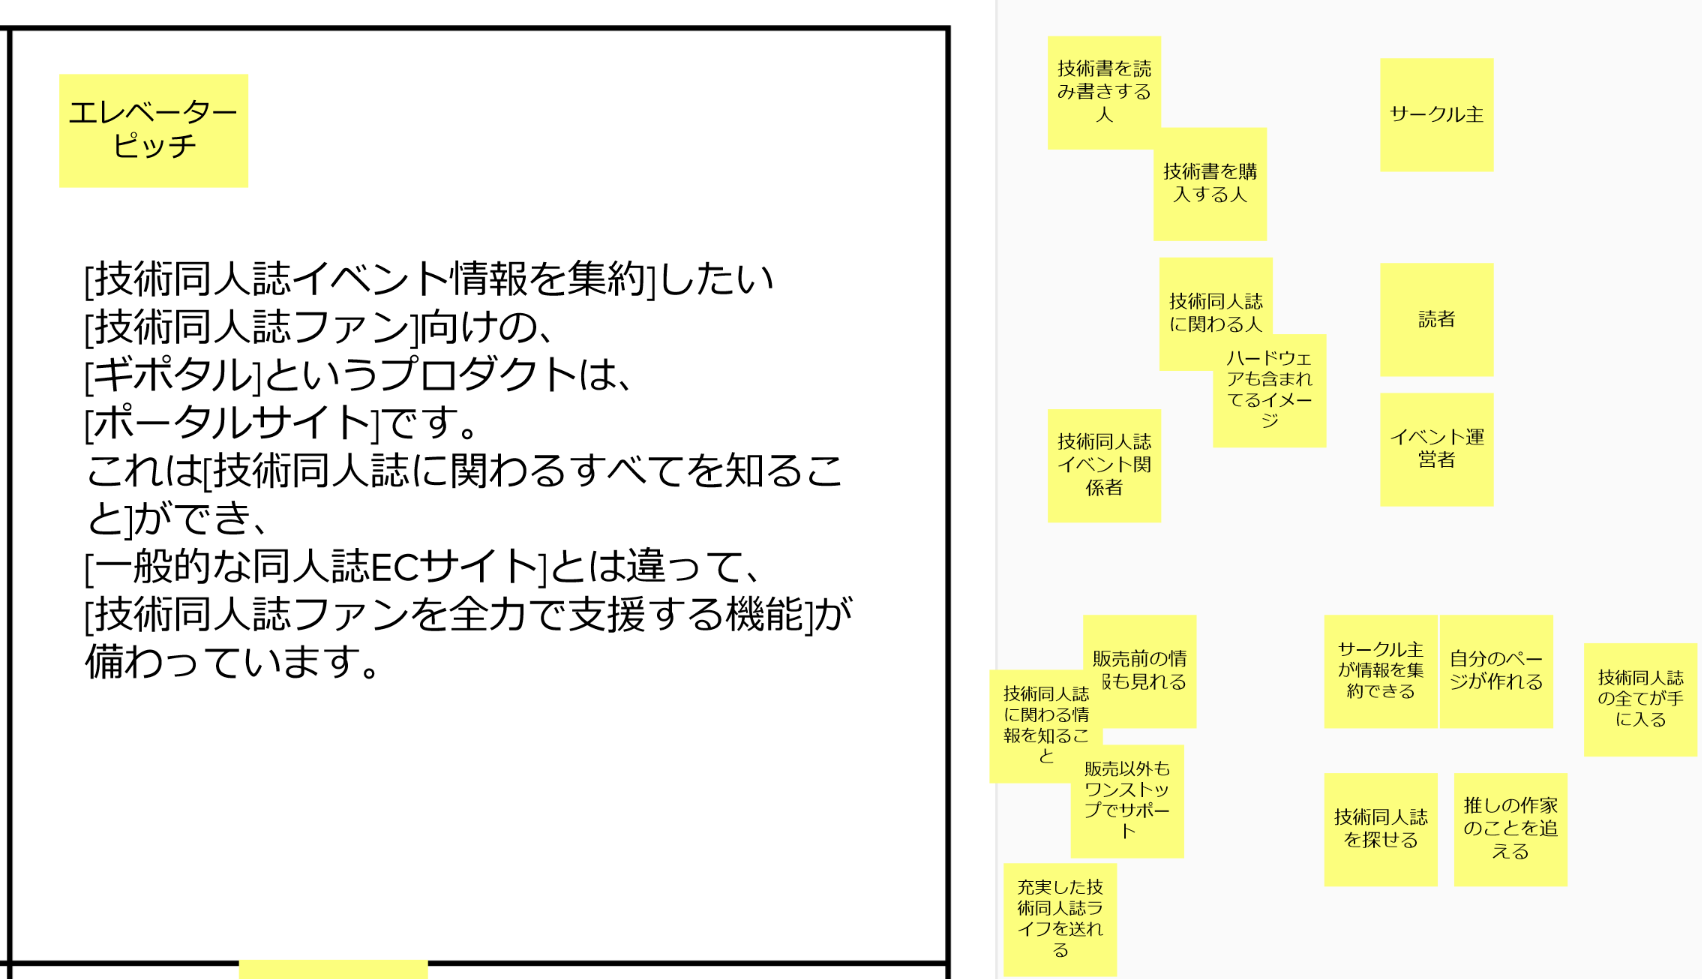 エレベーター
ピッチ
[技術同人誌イベント情報を集約]したい
[技術同人誌ファン]向けの、
[ギポタル]というプロダクトは、
[ポータルサイト]です。
これは[技術同人誌に関わるすべてを知るこ
と]ができ、
[一般的な同人誌ECサイト]とは違って、
[技術同人誌ファンを全力で支援する機能]が
備わっています。
技術書を読
み書きする
人
技術書を購
入する人
サークル主
技術同人誌
に関わる人
ハードウェ
アも含まれ
てるイメー
ジ
読者
技術同人誌
イベント関
係者
イベント運
営者
販売前の情
報も見れる
技術同人誌
に関わる情
報を知るこ
と
販売以外も
ワンストッ
プでサポー
ト
充実した技
術同人誌ラ
イフを送れ
る
サークル主
が情報を集
約できる
自分のペー
ジが作れる
技術同人誌
の全てが手
に入る
技術同人誌
を探せる
推しの作家
のことを追
える